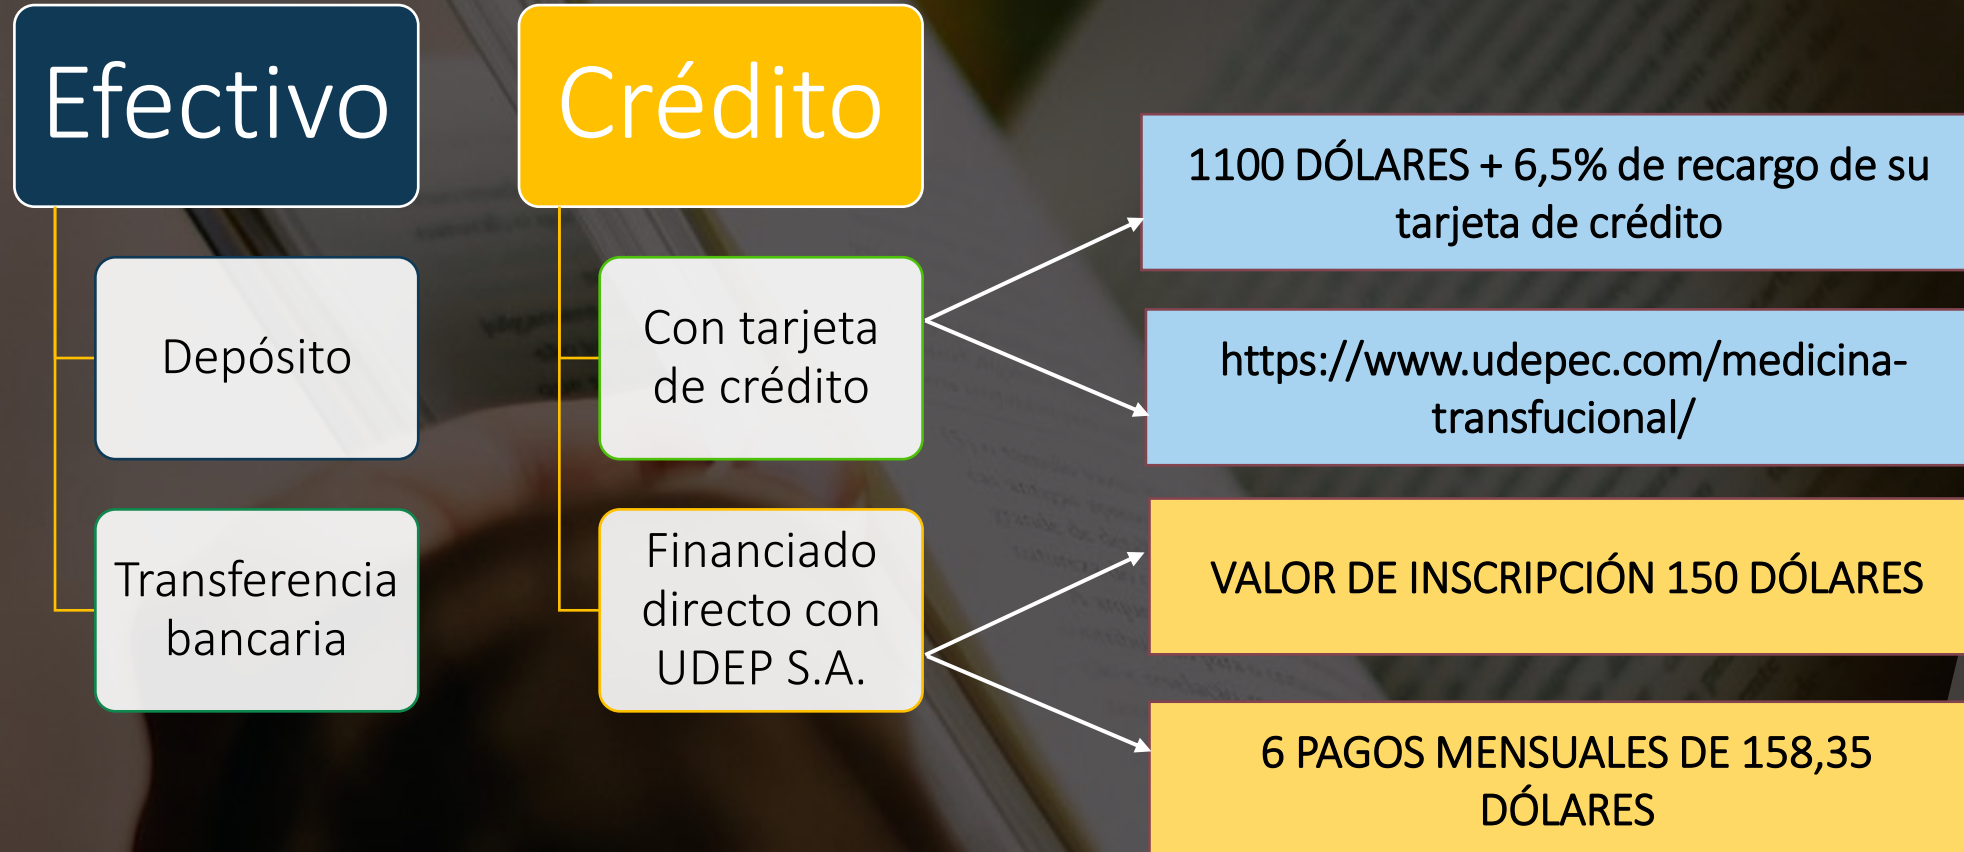 Efectivo
Depósito
Transferencia
bancaria
Crédito
Con tarjeta
de crédito
Financiado
directo con
UDEP S.A.
1100 DÓLARES + 6,5% de recargo de su
tarjeta de crédito
https://www.udepec.com/medicina-
transfucional/
VALOR DE INSCRIPCIÓN 150 DÓLARES
6 PAGOS MENSUALES DE 158,35
DÓLARES